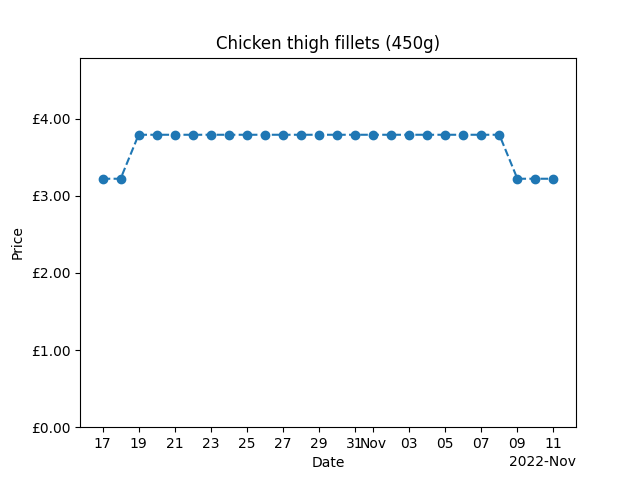 Chicken thigh fillets (450g)
£4.00
£3.00
£2.00
£1.00
£0.00
Price
17 19 21 23 25 27 29 31 Nov 03 05 07 09 11
Date
2022-Nov